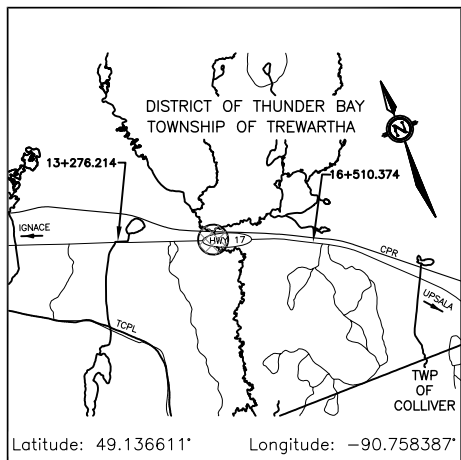 DISTRICT OF THUNDER BAY
TOWNSHIP OF TREWARTHA
N
13+276.214
16+510.374
IGNACE
HWY 17
CPR
UPSALA
TCPL
TWP
OF
COLLIVER
Latitude: 49.136611° Longitude: −90.758387°